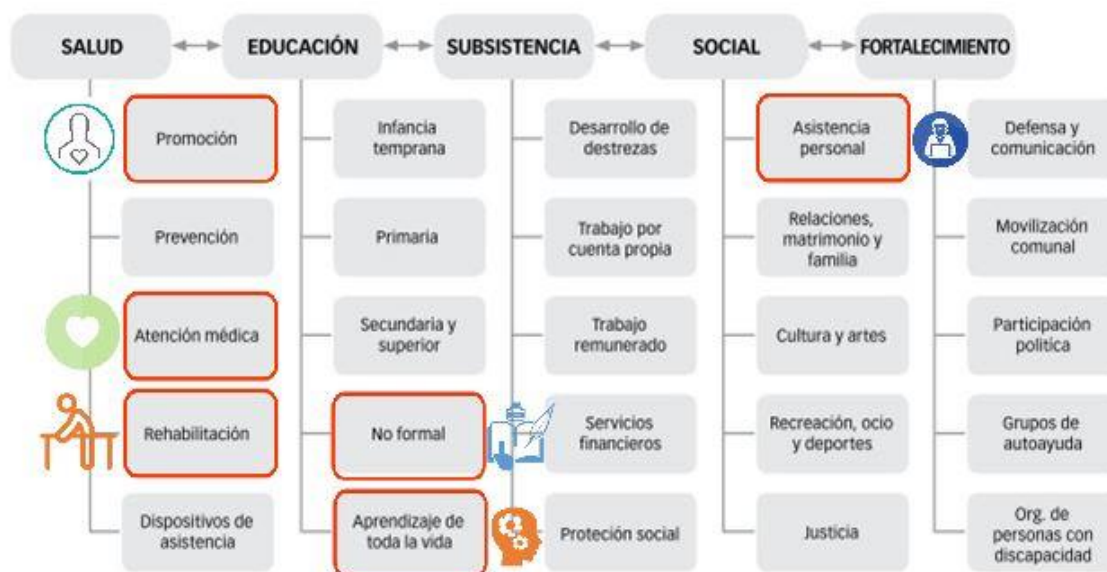 SALUD
EDUCACIÓN
SUBSISTENCIA
SOCIAL
FORTALECIMIENTO
Promoción
Infancia
temprana
Desarrollo de
destrezas
Asistencia
personal
Defensa y
comunicación
Prevención
Primaria
Trabajo por
cuenta propia
Relaciones,
matrimonio y
familia
Movilización
comunal
Atención médica
Secundaria y
superior
Trabajo
remunerado
Cultura y artes
Participación
política
Rehabilitación
No formal
Servicios
financieros
Recreación, ocio
y deportes
Grupos de
autoayuda
Dispositivos de
asistencia
Aprendizaje de
toda la vida
Proteción social
Justicia
Org. de
personas con
discapacidad